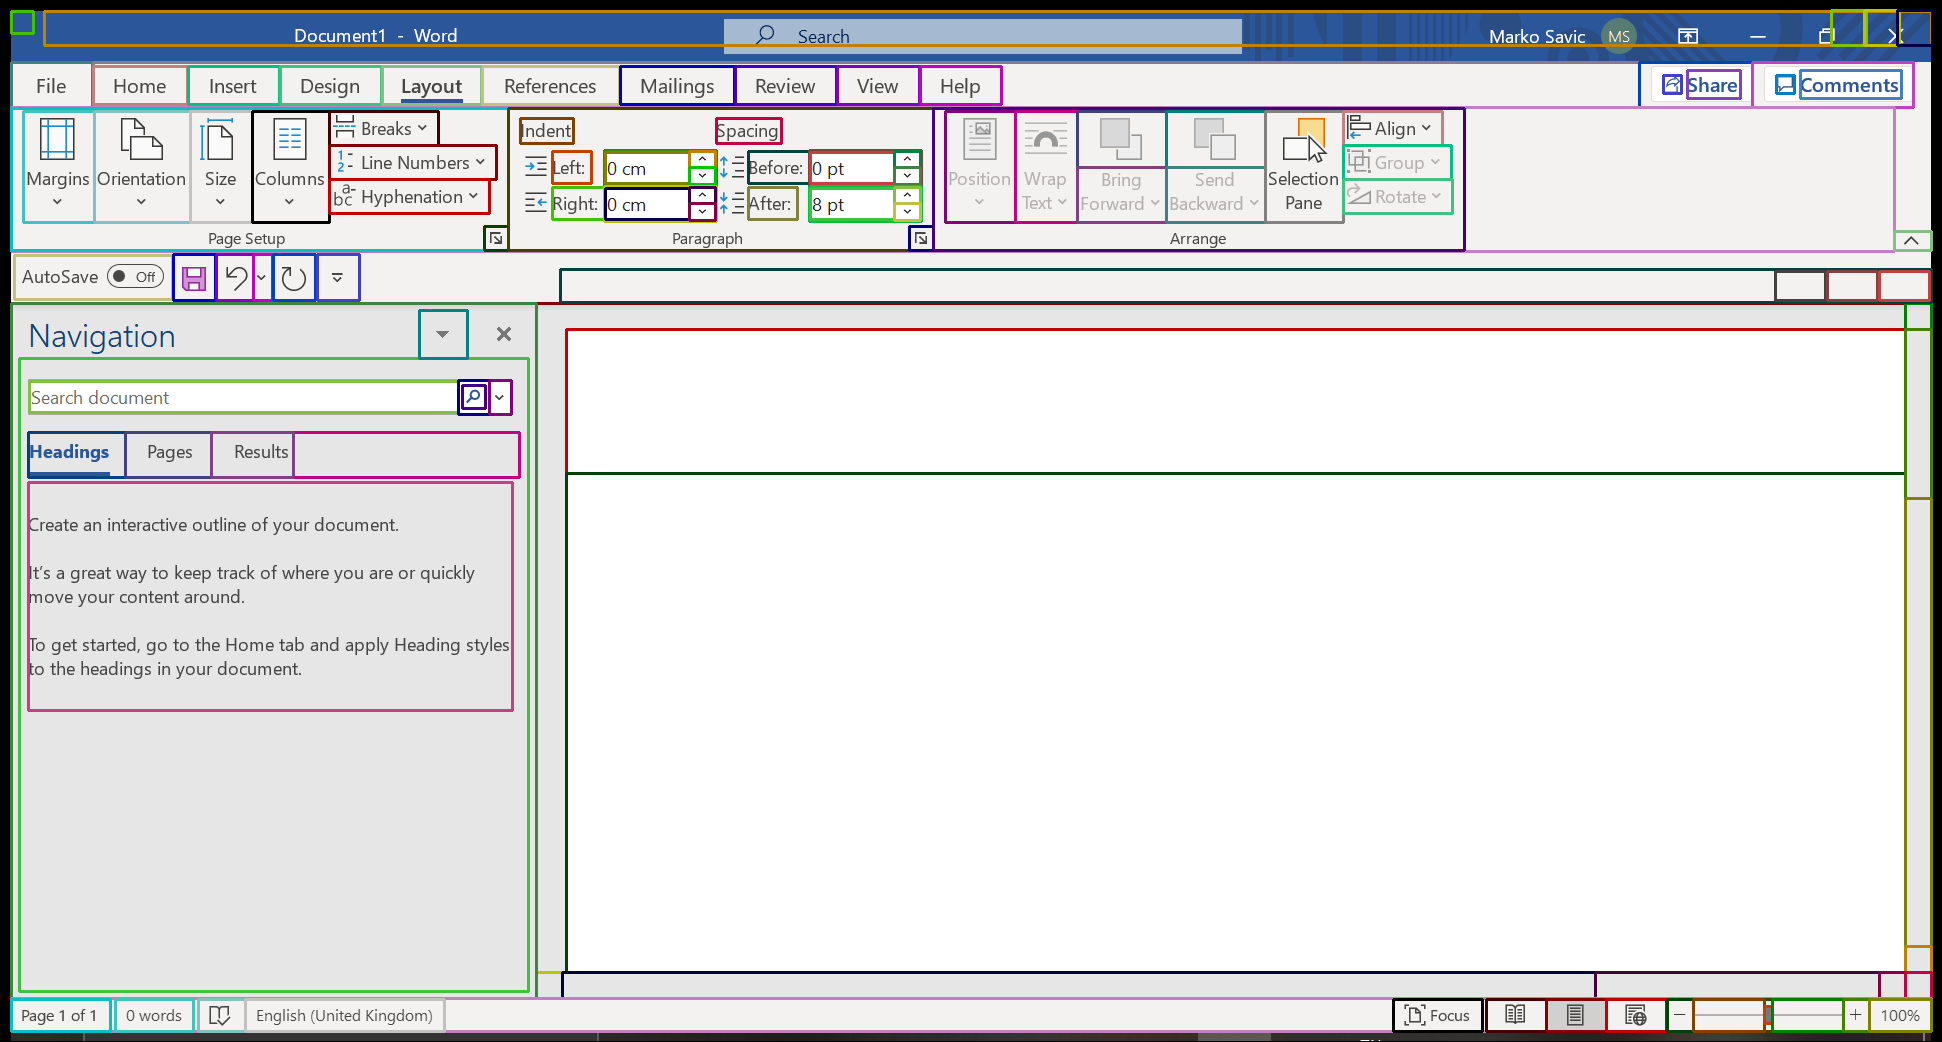 Document1 - Word
Search
Marko Savic
MS
File
Home
Insert
Design
Layout
References
Mailings
Review
View
Help
Share
Comments
Margins
Orientation
Size
Columns
Breaks
Line Numbers
Hyphenation
Page Setup
Indent
Left:
0 cm
Right:
0 cm
Spacing
Before:
0 pt
After:
8 pt
Paragraph
Position
Wrap
Text
Bring
Forward
Send
Backward
Selection
Pane
Align
Group
Rotate
Arrange
AutoSave
Off
Navigation
Search document
Headings
Pages
Results
Create an interactive outline of your document.
It's a great way to keep track of where you are or quickly
move your content around.
To get started, go to the Home tab and apply Heading styles
to the headings in your document.
Page 1 of 1
0 words
English (United Kingdom)
Focus
100%